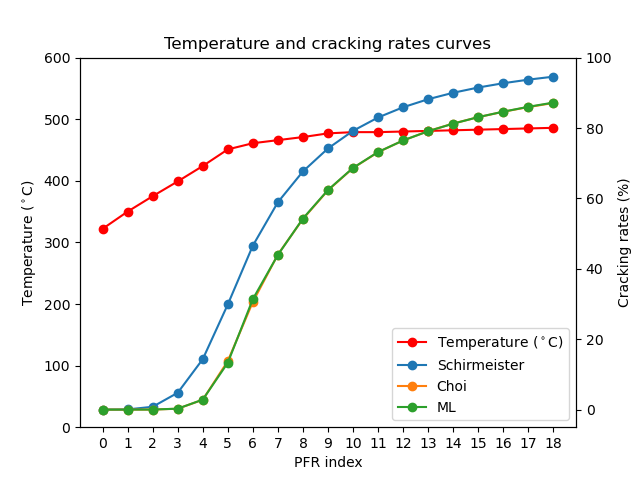 Temperature and cracking rates curves
600
500
400
300
200
100
0
Temperature (°C)
100
80
60
40
20
0
Cracking rates (%)
Temperature (°C)
Schirmeister
Choi
ML
0 1 2 3 4 5 6 7 8 9 10 11 12 13 14 15 16 17 18
PFR index